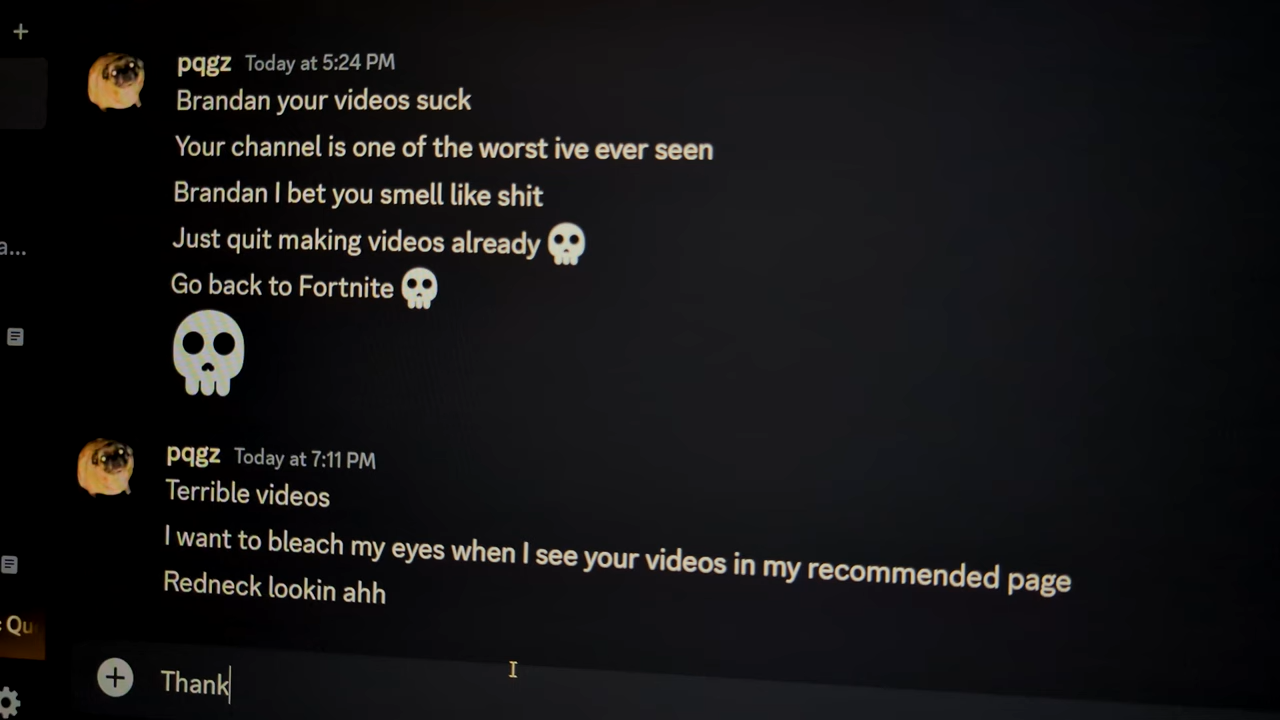 pqgz Today at 5:24 PM
Brandan your videos suck
Your channel is one of the worst ive ever seen
Brandan I bet you smell like shit
a...
Just quit making videos already 💀
Go back to Fortnite 💀
💀
pqgz Today at 7:11 PM
Terrible videos
I want to bleach my eyes when I see your videos in my recommended page
Redneck lookin ahh
Qu
Thank